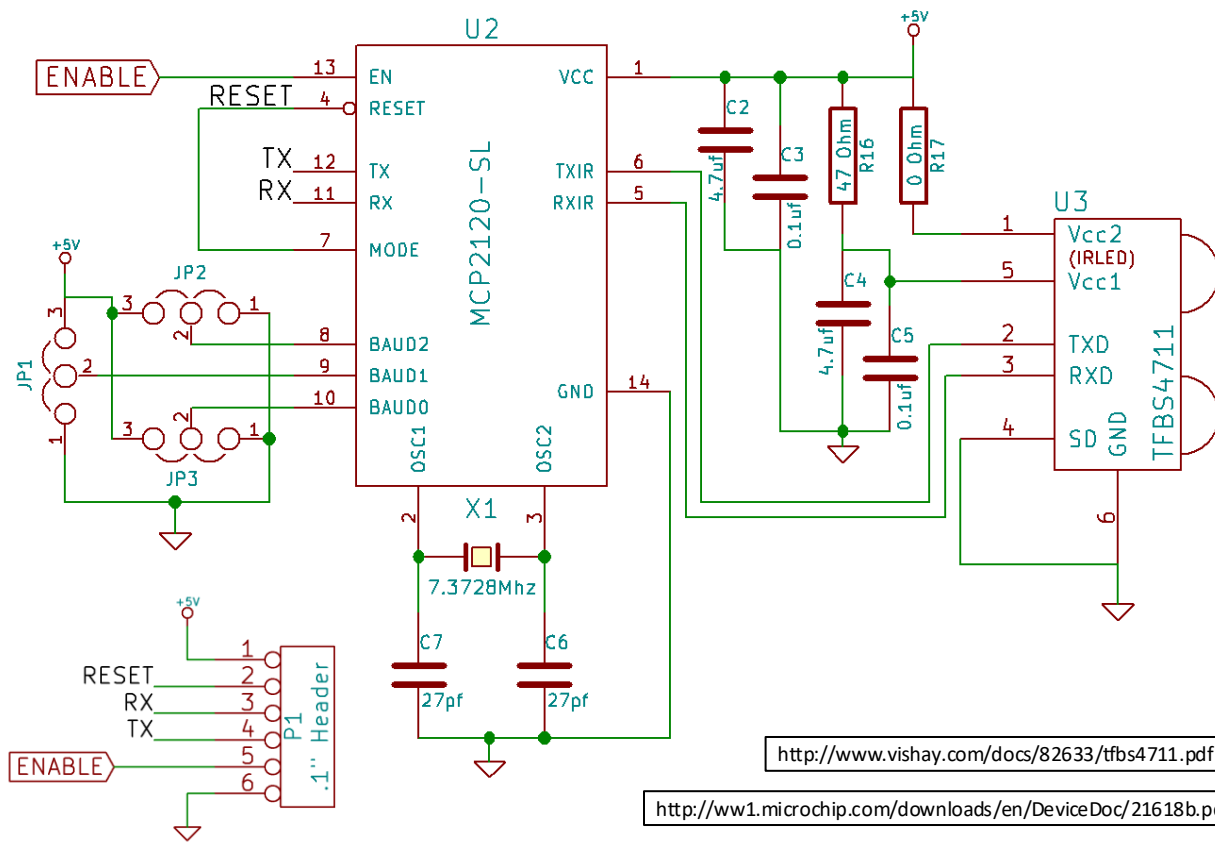 U2
+5V
ENABLE
13
EN
VCC
1
RESET
4
RESET
C2
4.7uf
C3
0.1uf
47 Ohm
R16
0 Ohm
R17
TX
12
TX
TXIR
6
RX
11
RX
RXIR
5
7
MODE
MCP2120-SL
U3
1
Vcc2
(IRLED)
5
Vcc1
+5V
JP2
3
1
2
C4
4.7uf
C5
0.1uf
2
TXD
3
RXD
4
SD
GND
6
TFBS4711
JP1
3
2
1
8
BAUD2
9
BAUD1
10
BAUD0
GND
14
3
2
1
JP3
OSC1
OSC2
2
X1
3
7.3728Mhz
C7
27pf
C6
27pf
+5V
1
RESET
2
RX
3
TX
4
ENABLE
5
6
P1
.1" Header
http://www.vishay.com/docs/82633/tfbs4711.pdf
http://ww1.microchip.com/downloads/en/DeviceDoc/21618b.p